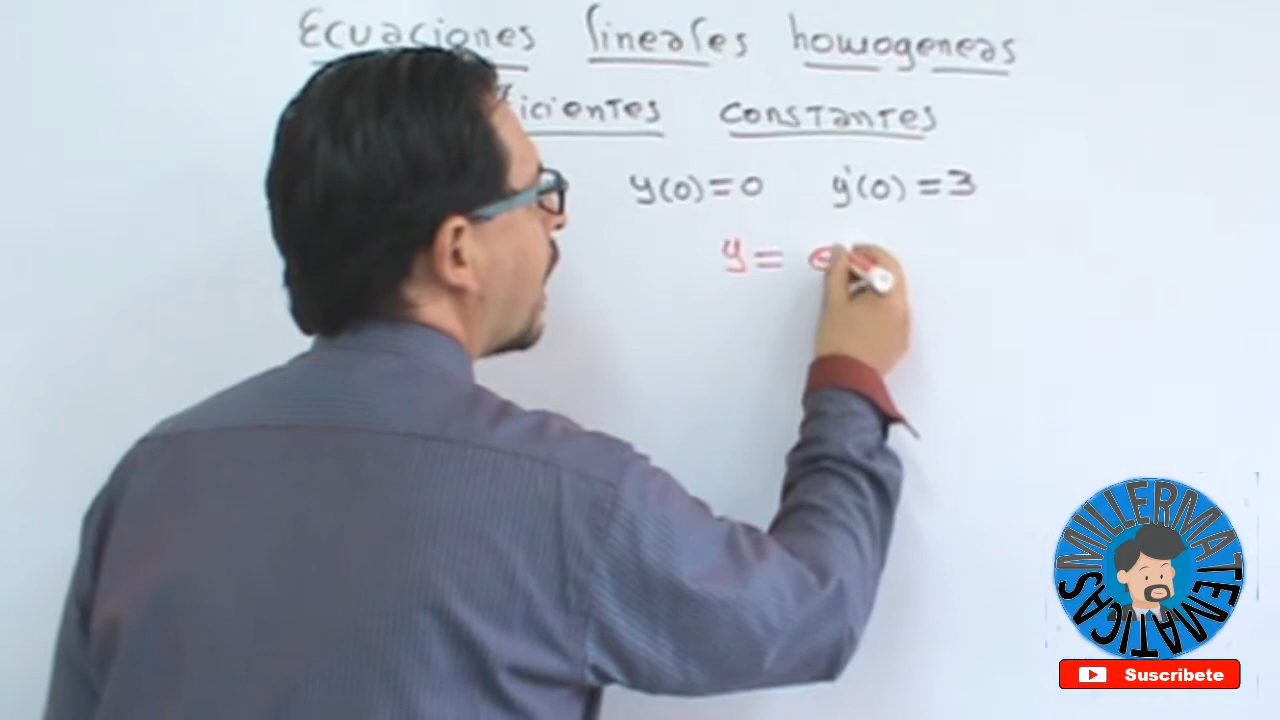 Ecuaciones lineales homogeneas
ficientes constantes
y(0)=0 y'(0)=3
y= e
MILLERMATEMATICAS
Suscribete